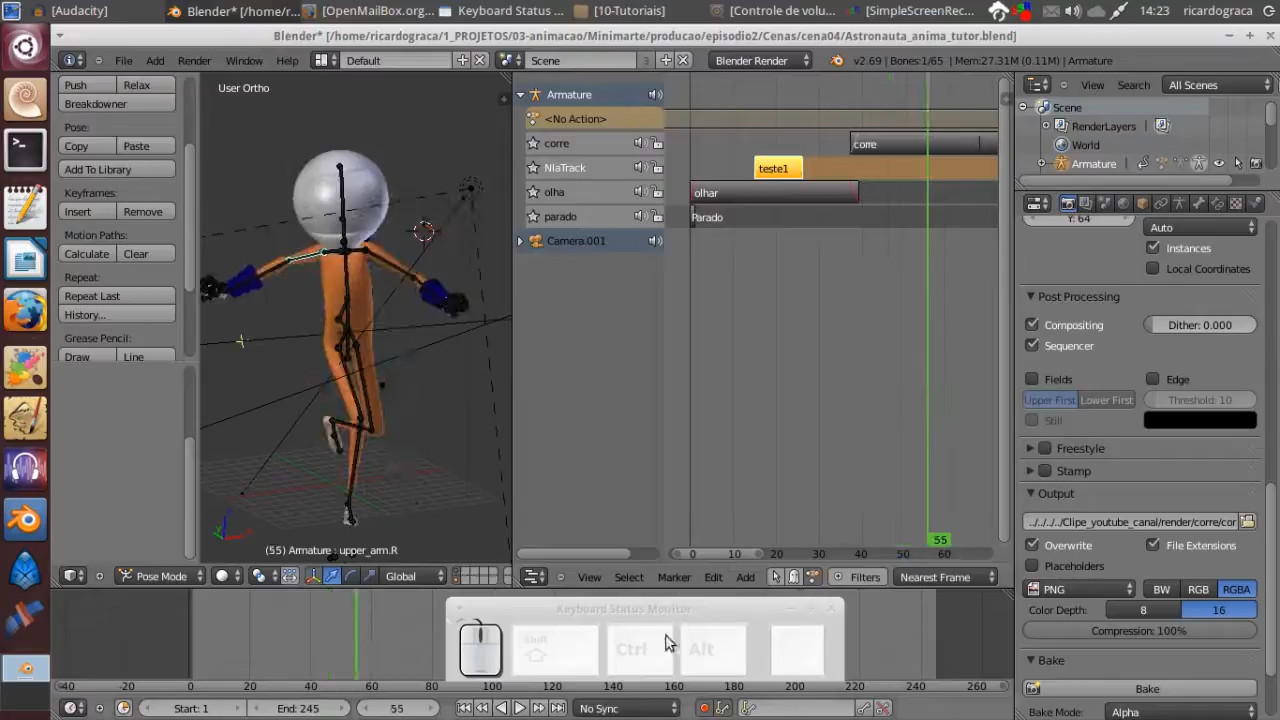 [Audacity] Blender* [/home/r... [OpenMailBox.org... Keyboard Status ... [10-Tutoriais] [Controle de volu... [SimpleScreenRec... 14:23 ricardograca
Blender* [/home/ricardograca/1_PROJETOS/03-animacao/Minimarte/producao/episodio2/Cenas/cena04/Astronauta_anima_tutor.blend]
File Add Render Window Help Default Scene 3 Blender Render v2.69 | Bones:1/65 | Mem:27.31M (0.11M) | Armature
Push Relax
Breakdowner
Pose:
Copy Paste
Add To Library
Keyframes:
Insert Remove
Motion Paths:
Calculate Clear
Repeat:
Repeat Last
History...
Grease Pencil:
Draw Line
User Ortho
(55) Armature : upper_arm.R
Pose Mode Global
Armature
<No Action>
corre corre
NlaTrack teste1
olha olhar
parado Parado
Camera.001
0 10 20 30 40 50 60
55
View Select Marker Edit Add Filters Nearest Frame
View Search All Scenes
Scene
RenderLayers
World
Armature
Y: 64
Auto
Instances
Local Coordinates
Post Processing
Compositing Dither: 0.000
Sequencer
Fields Edge
Upper First Lower First Threshold: 10
Still
Freestyle
Stamp
Output
../../../../Clipe_youtube_canal/render/corre/cor
Overwrite File Extensions
Placeholders
PNG BW RGB RGBA
Color Depth: 8 16
Compression: 100%
Bake
Bake
Bake Mode: Alpha
Keyboard Status Monitor
Shift Ctrl Alt
-40 0 20 40 60 80 100 120 140 160 180 200 220 240 260
Start: 1 End: 245 55 No Sync